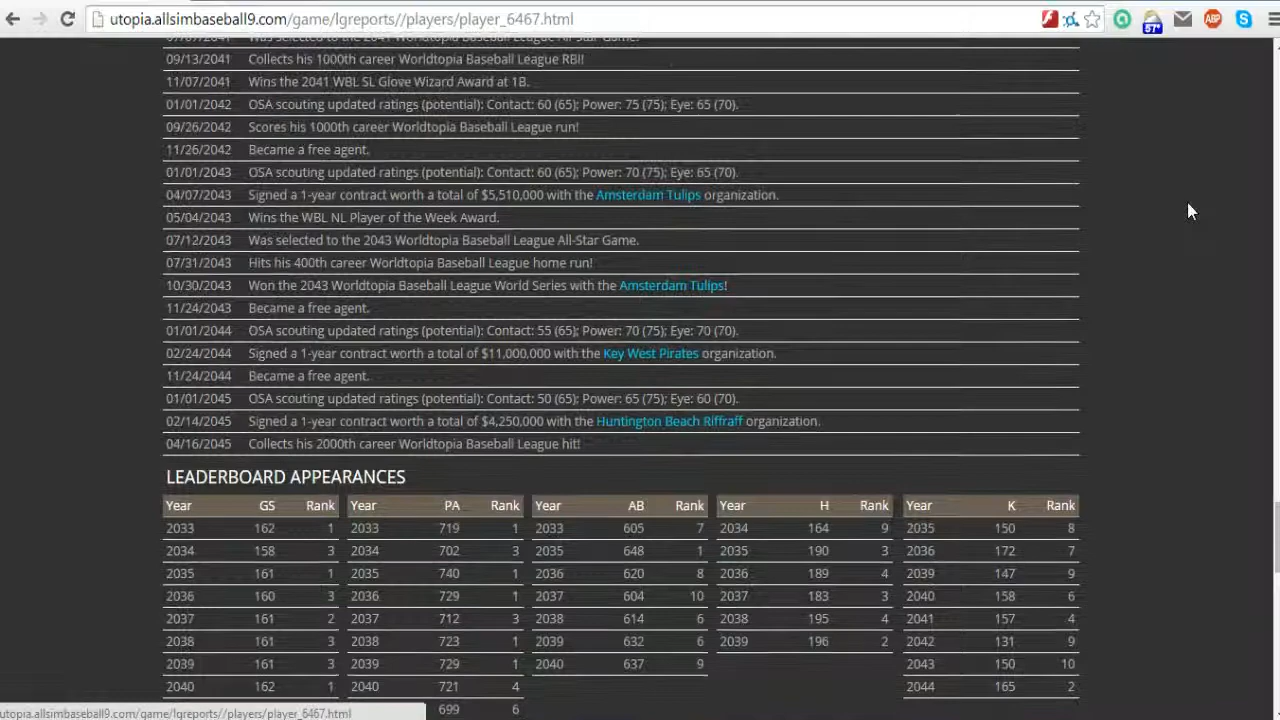 utopia.allsimbaseball9.com/game/lgreports//players/player_6467.html
57°
ABP
07/09/2041 Was selected to the 2041 Worldtopia Baseball League All-Star Game.
09/13/2041 Collects his 1000th career Worldtopia Baseball League RBI!
11/07/2041 Wins the 2041 WBL SL Glove Wizard Award at 1B.
01/01/2042 OSA scouting updated ratings (potential): Contact: 60 (65); Power: 75 (75); Eye: 65 (70).
09/26/2042 Scores his 1000th career Worldtopia Baseball League run!
11/26/2042 Became a free agent.
01/01/2043 OSA scouting updated ratings (potential): Contact: 60 (65); Power: 70 (75); Eye: 65 (70).
04/07/2043 Signed a 1-year contract worth a total of $5,510,000 with the Amsterdam Tulips organization.
05/04/2043 Wins the WBL NL Player of the Week Award.
07/12/2043 Was selected to the 2043 Worldtopia Baseball League All-Star Game.
07/31/2043 Hits his 400th career Worldtopia Baseball League home run!
10/30/2043 Won the 2043 Worldtopia Baseball League World Series with the Amsterdam Tulips!
11/24/2043 Became a free agent.
01/01/2044 OSA scouting updated ratings (potential): Contact: 55 (65); Power: 70 (75); Eye: 70 (70).
02/24/2044 Signed a 1-year contract worth a total of $11,000,000 with the Key West Pirates organization.
11/24/2044 Became a free agent.
01/01/2045 OSA scouting updated ratings (potential): Contact: 50 (65); Power: 65 (75); Eye: 60 (70).
02/14/2045 Signed a 1-year contract worth a total of $4,250,000 with the Huntington Beach Riffraff organization.
04/16/2045 Collects his 2000th career Worldtopia Baseball League hit!
LEADERBOARD APPEARANCES
Year GS Rank Year PA Rank Year AB Rank Year H Rank Year K Rank
2033 162 1 2033 719 1 2033 605 7 2034 164 9 2035 150 8
2034 158 3 2034 702 3 2035 648 1 2035 190 3 2036 172 7
2035 161 1 2035 740 1 2036 620 8 2036 189 4 2039 147 9
2036 160 3 2036 729 1 2037 604 10 2037 183 3 2040 158 6
2037 161 2 2037 712 3 2038 614 6 2038 195 4 2041 157 4
2038 161 3 2038 723 1 2039 632 6 2039 196 2 2042 131 9
2039 161 3 2039 729 1 2040 637 9 2043 150 10
2040 162 1 2040 721 4 2044 165 2
699 6
utopia.allsimbaseball9.com/game/lgreports//players/player_6467.html